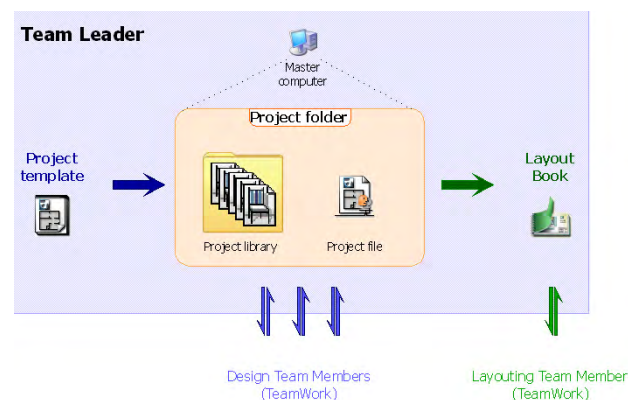 Team Leader
Master
computer
Project folder
Project
template
Layout
Book
Project library
Project file
Design Team Members
(TeamWork)
Layouting Team Member
(TeamWork)